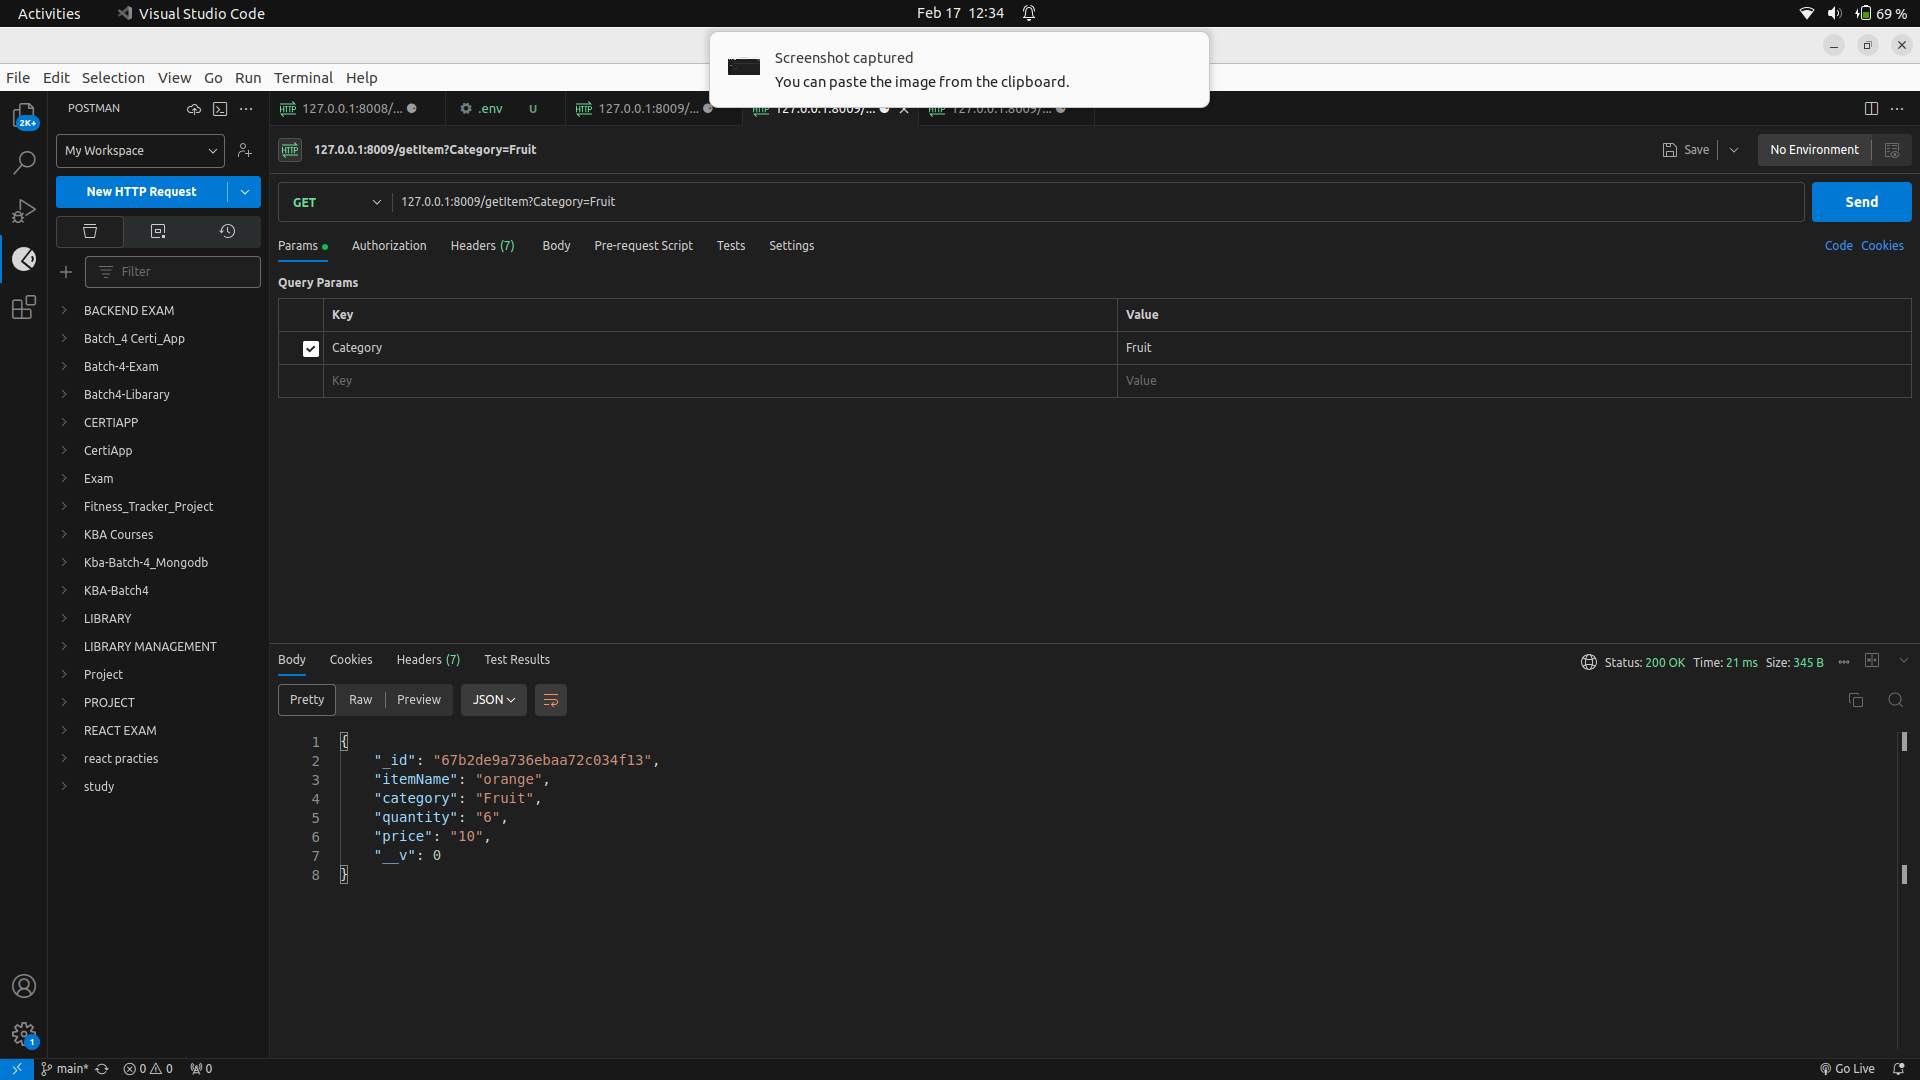 Activities
Visual Studio Code
Feb 17 12:34
69 %
Screenshot captured
You can paste the image from the clipboard.
File Edit Selection View Go Run Terminal Help
POSTMAN
127.0.0.1:8008/...
.env U
127.0.0.1:8009/...
127.0.0.1:8009/...
127.0.0.1:8009/...
2K+
My Workspace
127.0.0.1:8009/getItem?Category=Fruit
Save
No Environment
New HTTP Request
GET
127.0.0.1:8009/getItem?Category=Fruit
Send
Params
Authorization
Headers (7)
Body
Pre-request Script
Tests
Settings
Code
Cookies
Filter
Query Params
Key Value
Category Fruit
Key Value
BACKEND EXAM
Batch_4 Certi_App
Batch-4-Exam
Batch4-Libarary
CERTIAPP
CertiApp
Exam
Fitness_Tracker_Project
KBA Courses
Kba-Batch-4_Mongodb
KBA-Batch4
LIBRARY
LIBRARY MANAGEMENT
Project
PROJECT
REACT EXAM
react practies
study
Body
Cookies
Headers (7)
Test Results
Status: 200 OK Time: 21 ms Size: 345 B
Pretty
Raw
Preview
JSON
1 {
2 "_id": "67b2de9a736ebaa72c034f13",
3 "itemName": "orange",
4 "category": "Fruit",
5 "quantity": "6",
6 "price": "10",
7 "__v": 0
8 }
1
main*
0 0
0
Go Live